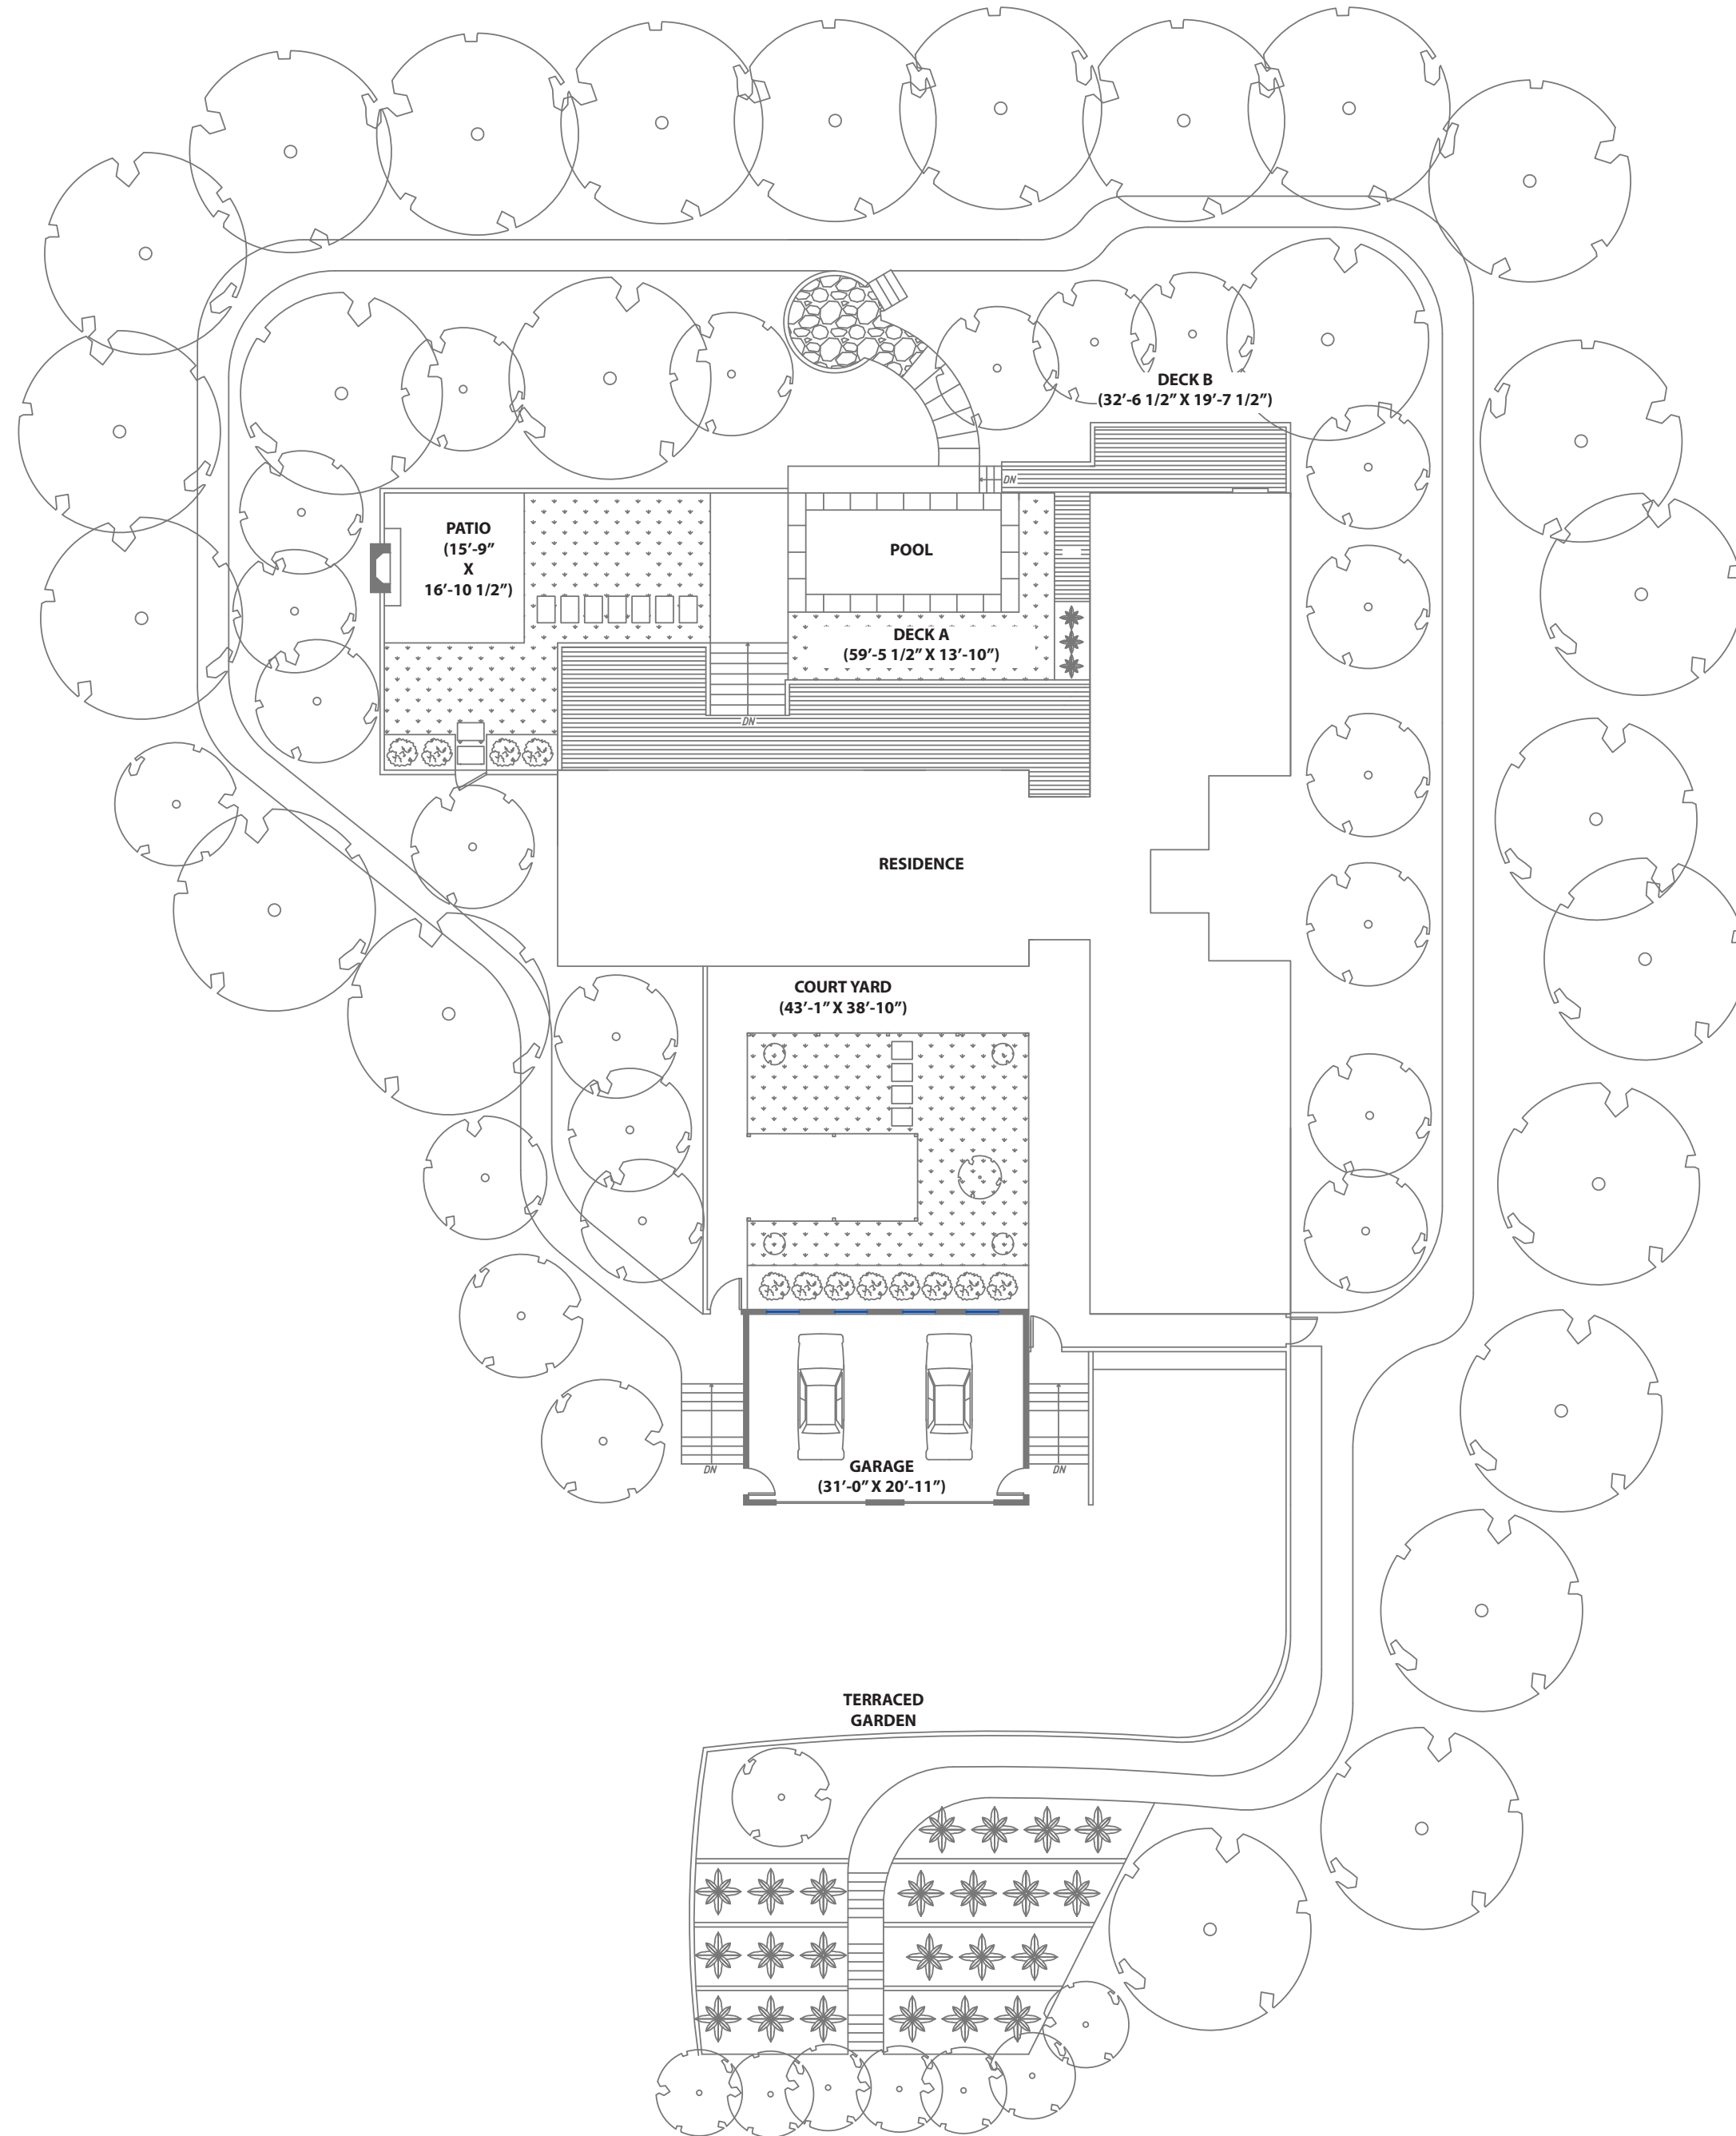 DECK B
(32'-6 1/2" X 19'-7 1/2")
DN
PATIO
(15'-9"
X
16'-10 1/2")
POOL
DECK A
(59'-5 1/2" X 13'-10")
DN
RESIDENCE
COURT YARD
(43'-1" X 38'-10")
GARAGE
(31'-0" X 20'-11")
DN
DN
TERRACED
GARDEN